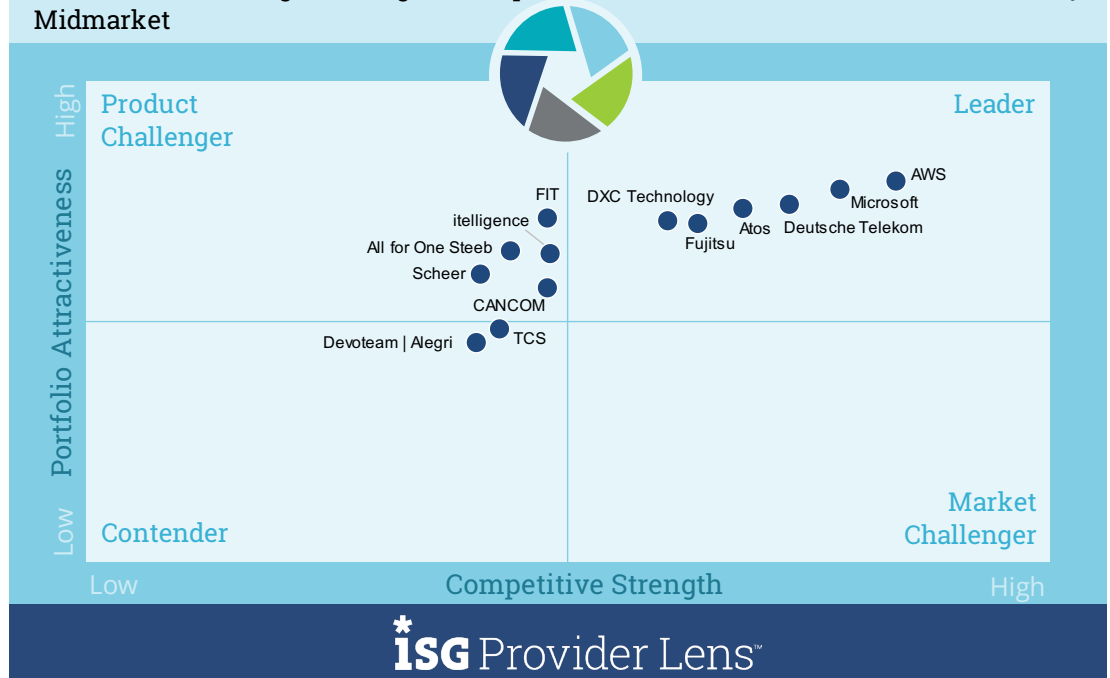 Midmarket
High
Product
Challenger
Leader
AWS
FIT
DXC Technology
Microsoft
itelligence
Atos
Deutsche Telekom
Fujitsu
All for One Steeb
Scheer
CANCOM
TCS
Devoteam | Alegri
Portfolio Attractiveness
Low
Contender
Market
Challenger
Low
Competitive Strength
High
*ISG Provider Lens™